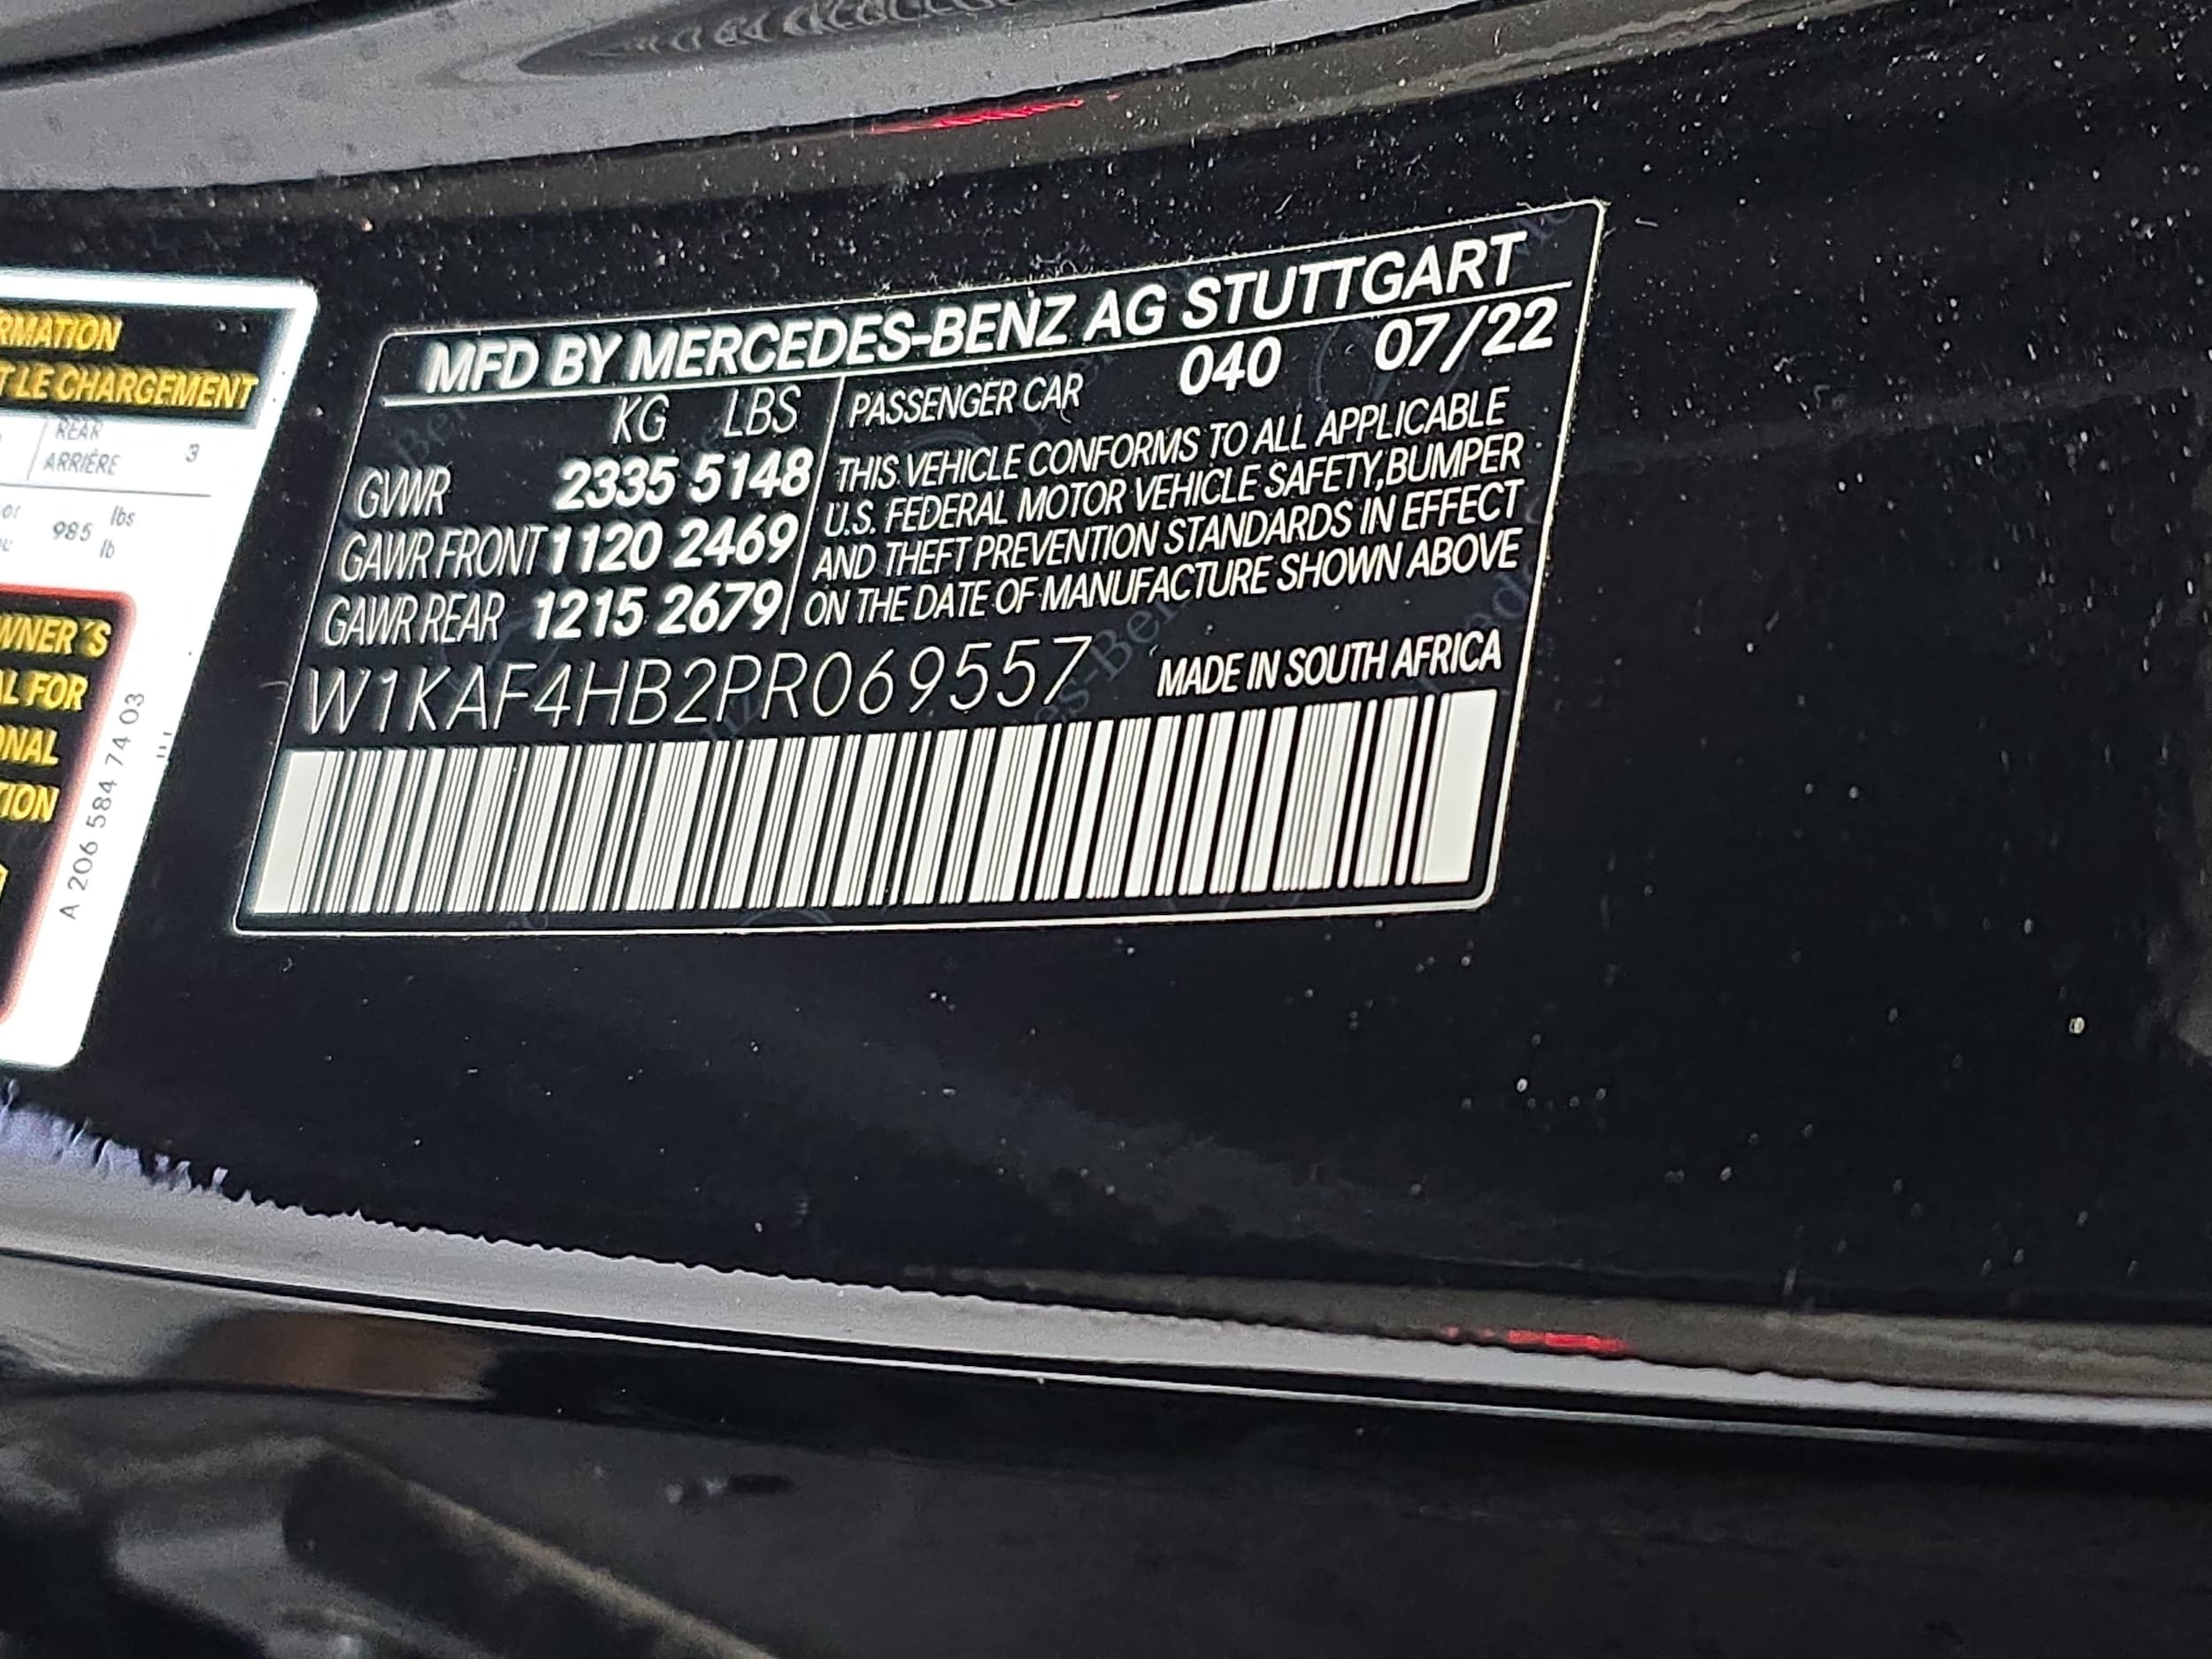 RMATION
T LE CHARGEMENT
REAR
ARRIÈRE 3
985 lbs
lb
WNER´S
AL FOR
ONAL
TION
A 206 584 74 03
MFD BY MERCEDES-BENZ AG STUTTGART
KG LBS
GVWR 2335 5148
GAWR FRONT 1120 2469
GAWR REAR 1215 2679
PASSENGER CAR 040 07/22
THIS VEHICLE CONFORMS TO ALL APPLICABLE
U.S. FEDERAL MOTOR VEHICLE SAFETY,BUMPER
AND THEFT PREVENTION STANDARDS IN EFFECT
ON THE DATE OF MANUFACTURE SHOWN ABOVE
W1KAF4HB2PR069557 MADE IN SOUTH AFRICA